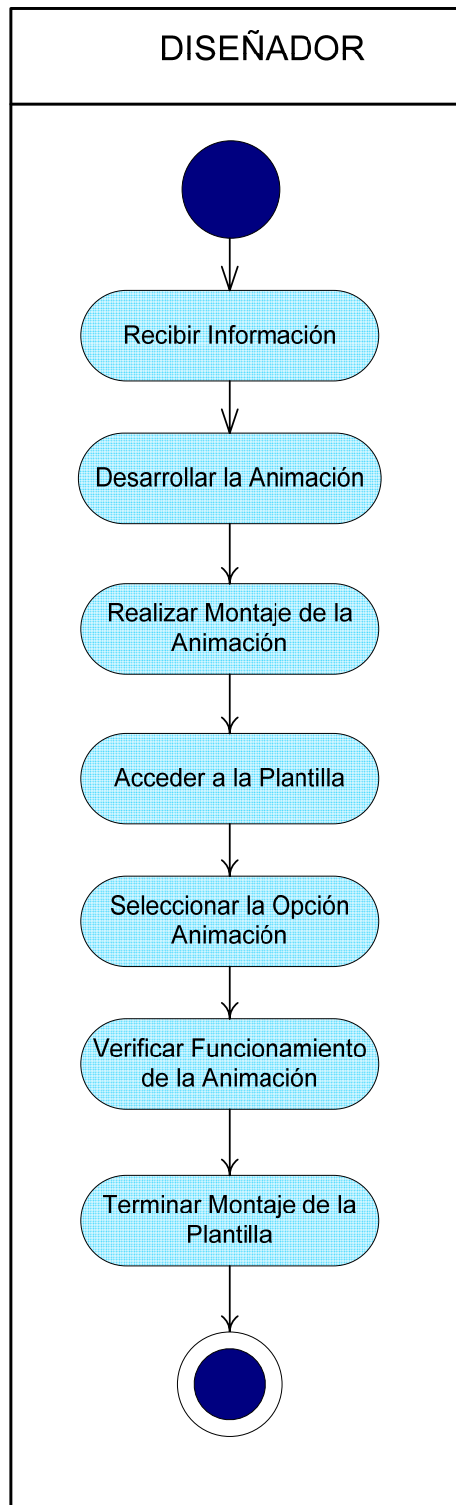 DISEÑADOR
Recibir Información
Desarrollar la Animación
Realizar Montaje de la
Animación
Acceder a la Plantilla
Seleccionar la Opción
Animación
Verificar Funcionamiento
de la Animación
Terminar Montaje de la
Plantilla